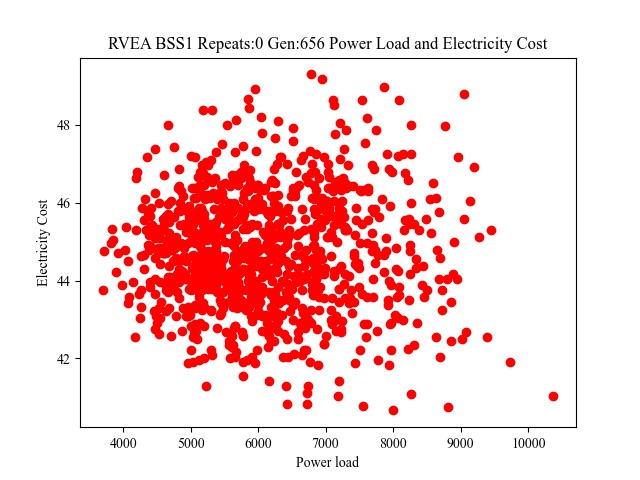 RVEA BSS1 Repeats:0 Gen:656 Power Load and Electricity Cost
48
46
44
42
Electricity Cost
4000 5000 6000 7000 8000 9000 10000
Power load